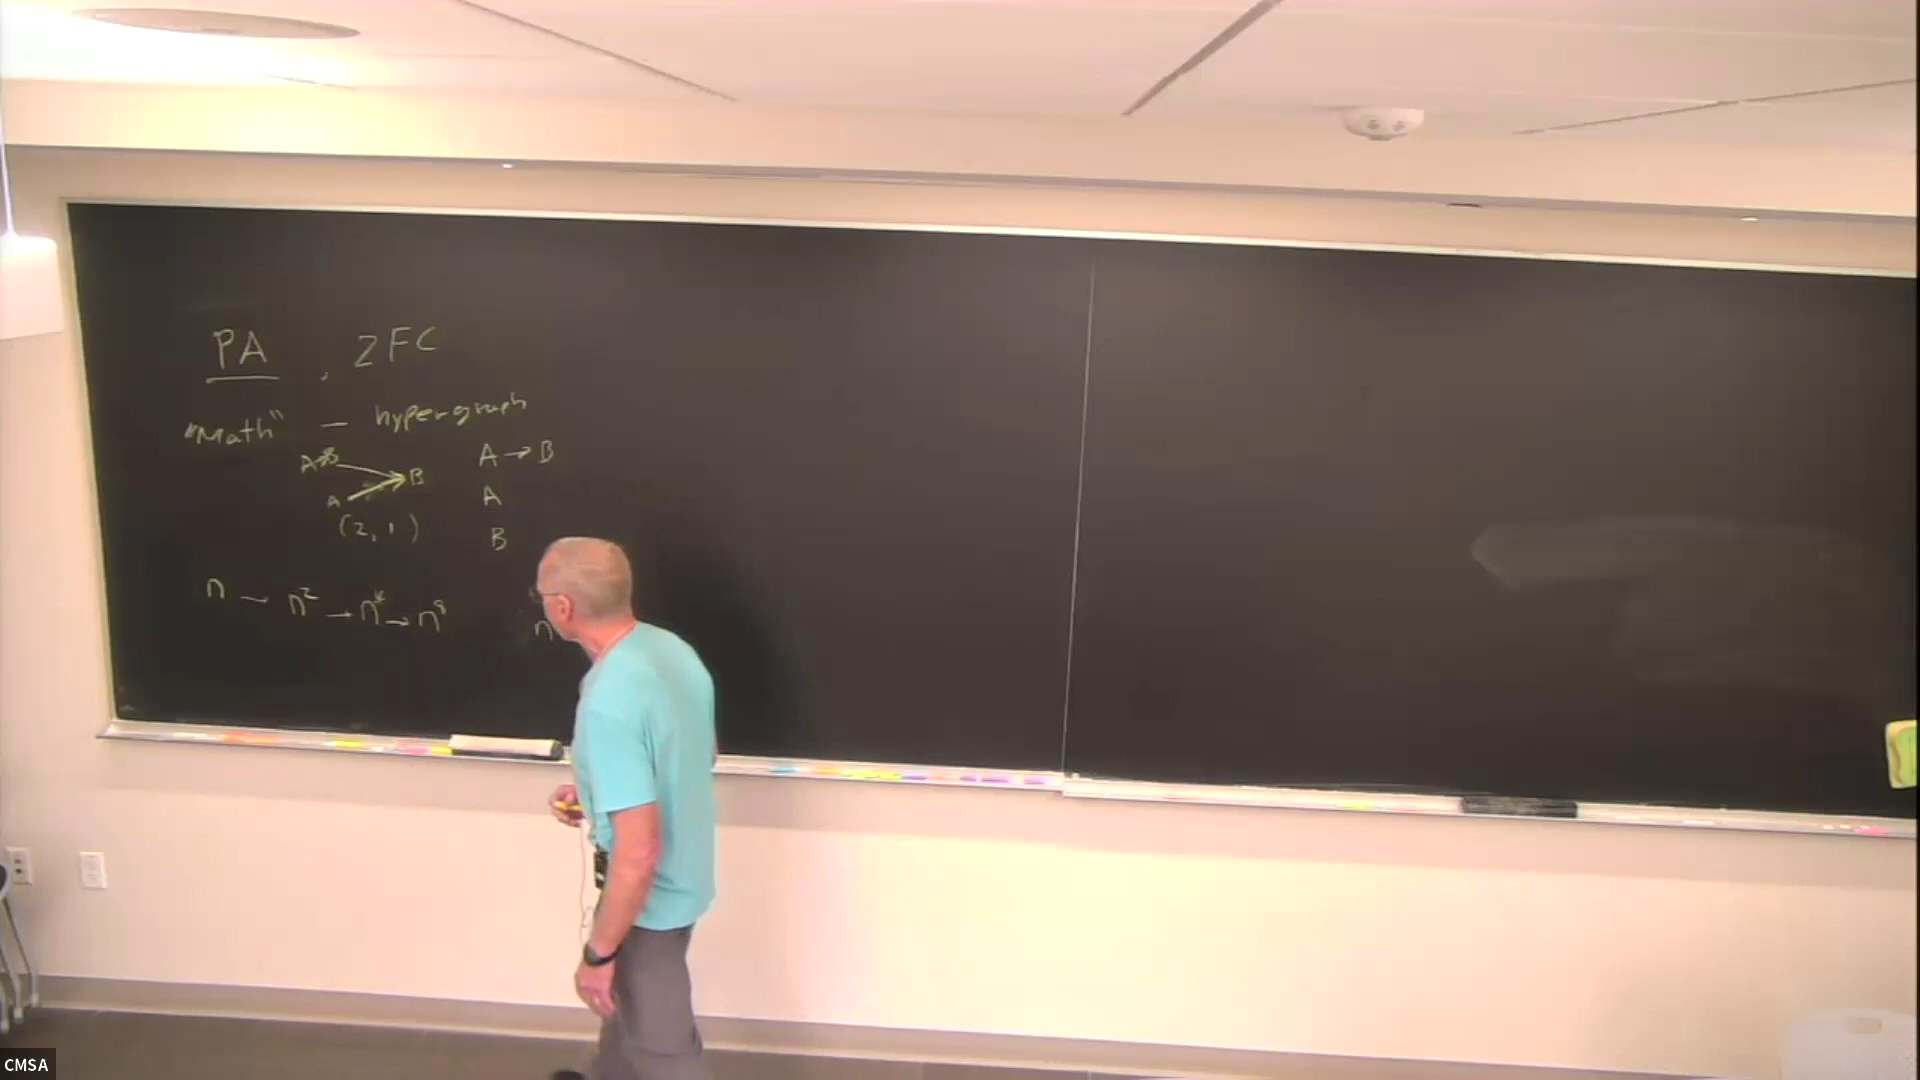 PA , ZFC
"Math" — hypergraph
A→B → B
A
(2, 1)
A → B
A
B
n → n² → n⁴ → n⁸
n
CMSA